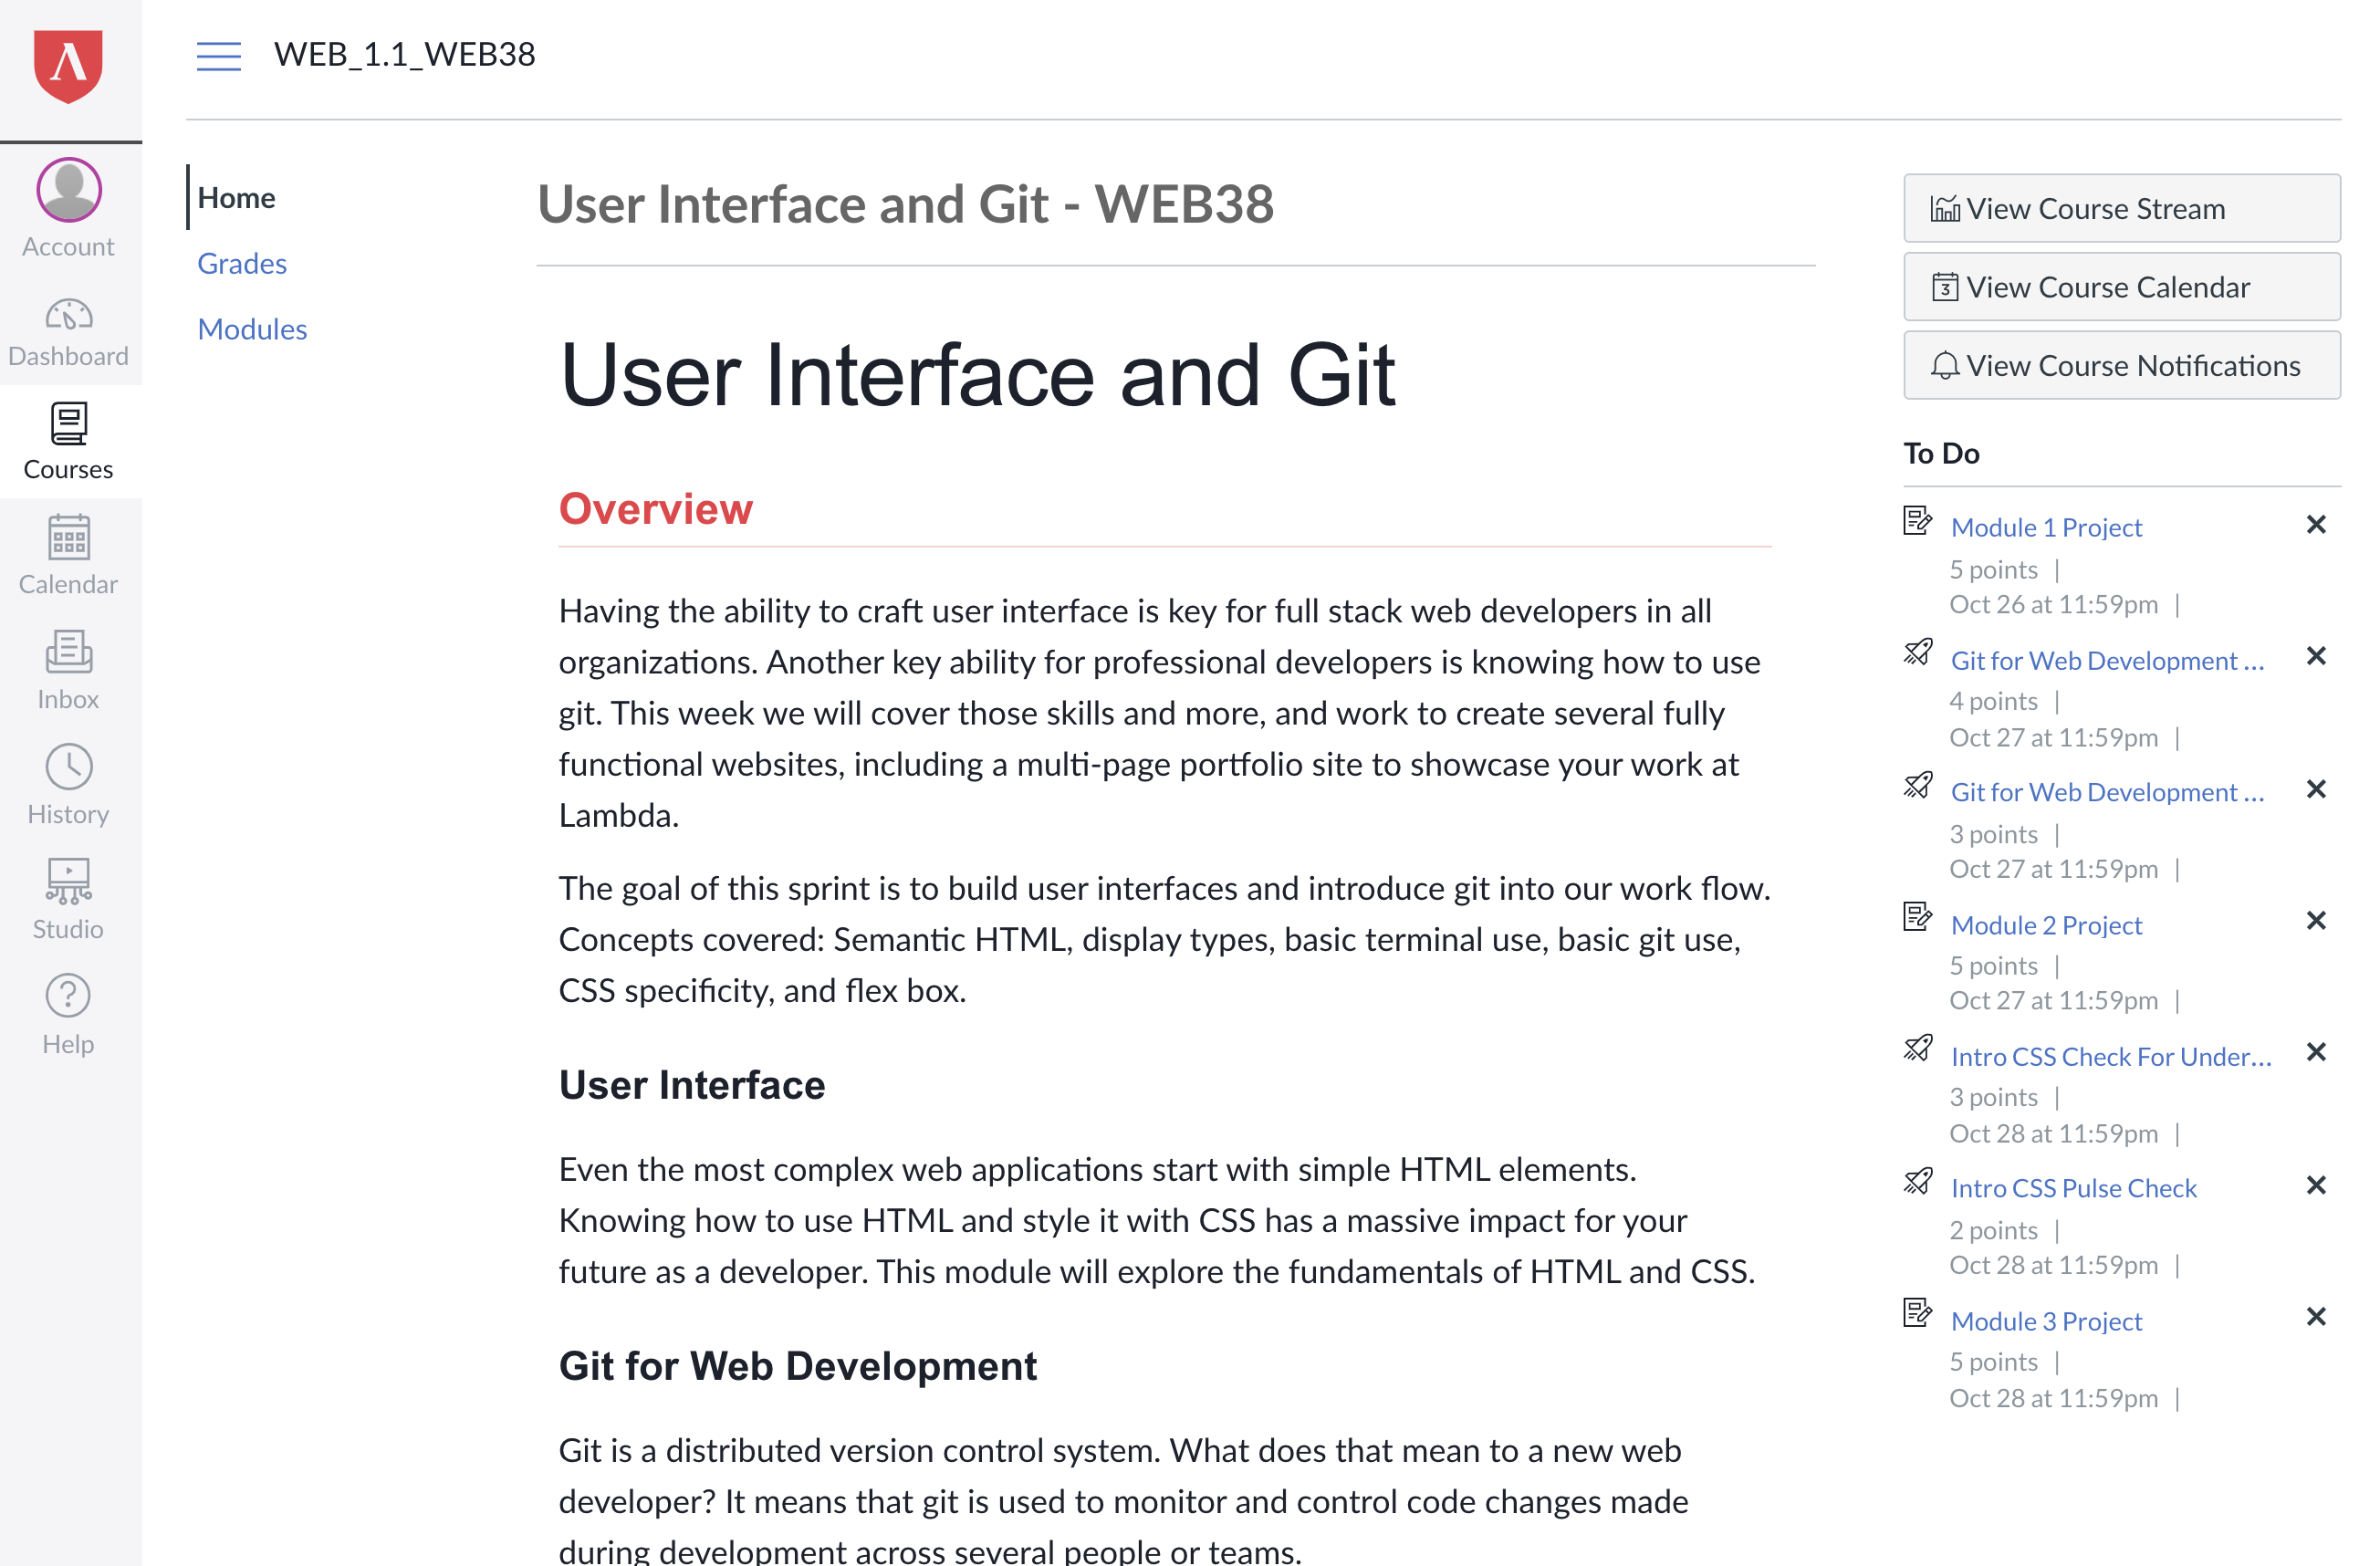 WEB_1.1_WEB38
Account
Dashboard
Courses
Calendar
Inbox
History
Studio
Help
Home
Grades
Modules
User Interface and Git - WEB38
User Interface and Git
Overview
Having the ability to craft user interface is key for full stack web developers in all
organizations. Another key ability for professional developers is knowing how to use
git. This week we will cover those skills and more, and work to create several fully
functional websites, including a multi-page portfolio site to showcase your work at
Lambda.
The goal of this sprint is to build user interfaces and introduce git into our work flow.
Concepts covered: Semantic HTML, display types, basic terminal use, basic git use,
CSS specificity, and flex box.
User Interface
Even the most complex web applications start with simple HTML elements.
Knowing how to use HTML and style it with CSS has a massive impact for your
future as a developer. This module will explore the fundamentals of HTML and CSS.
Git for Web Development
Git is a distributed version control system. What does that mean to a new web
developer? It means that git is used to monitor and control code changes made
during development across several people or teams.
View Course Stream
3 View Course Calendar
View Course Notifications
To Do
Module 1 Project
5 points |
Oct 26 at 11:59pm |
Git for Web Development ...
4 points |
Oct 27 at 11:59pm |
Git for Web Development ...
3 points |
Oct 27 at 11:59pm |
Module 2 Project
5 points |
Oct 27 at 11:59pm |
Intro CSS Check For Under...
3 points |
Oct 28 at 11:59pm |
Intro CSS Pulse Check
2 points |
Oct 28 at 11:59pm |
Module 3 Project
5 points |
Oct 28 at 11:59pm |